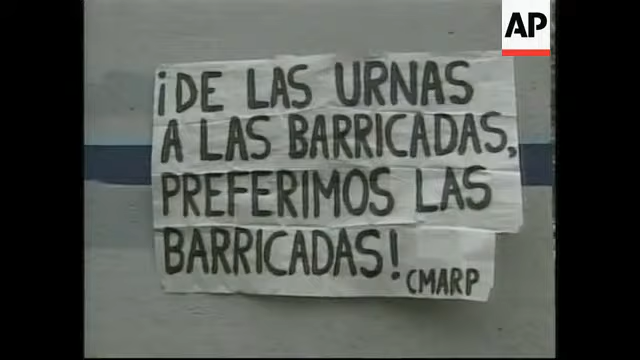 AP
¡DE LAS URNAS
A LAS BARRICADAS,
PREFERIMOS LAS
BARRICADAS!
CMARP